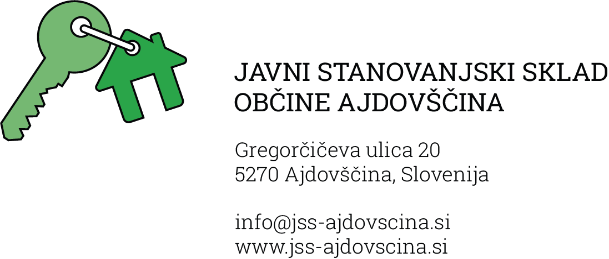 JAVNI STANOVANJSKI SKLAD
OBČINE AJDOVŠČINA
Gregorčičeva ulica 20
5270 Ajdovščina, Slovenija
info@jss-ajdovscina.si
www.jss-ajdovscina.si